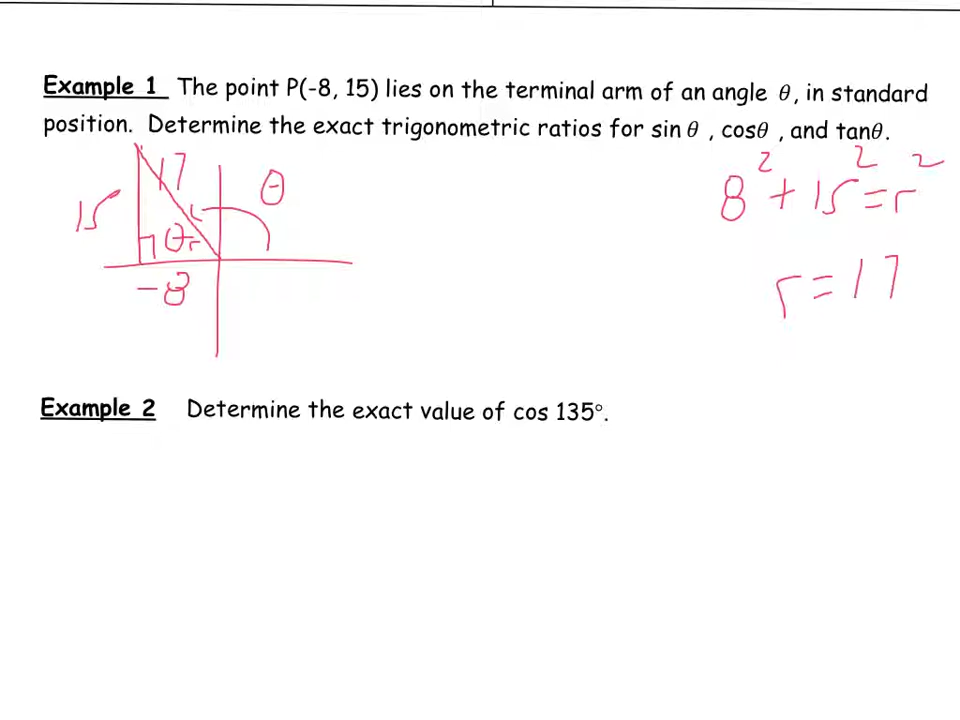 Example 1 The point P(-8, 15) lies on the terminal arm of an angle θ, in standard
position. Determine the exact trigonometric ratios for sin θ , cosθ , and tanθ.
17
θ
15
θr
-8
8² + 15² = r²
r = 17
Example 2 Determine the exact value of cos 135°.